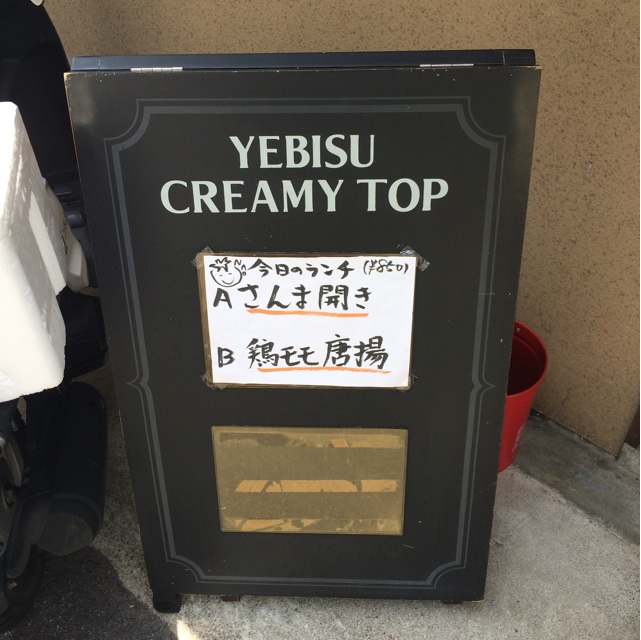 YEBISU
CREAMY TOP
今日のランチ (¥850)
A さんま開き
B 鶏モモ唐揚